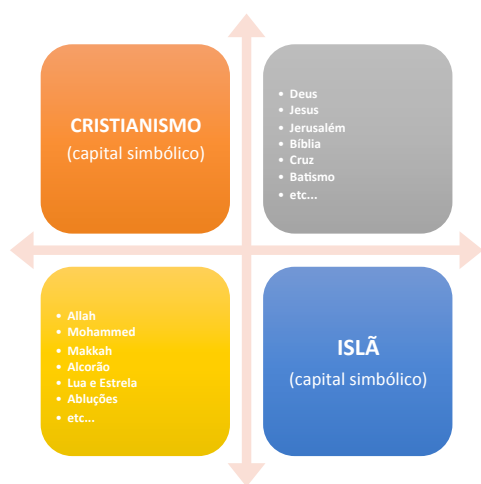 CRISTIANISMO
(capital simbólico)
• Deus
• Jesus
• Jerusalém
• Bíblia
• Cruz
• Batismo
• etc...
• Allah
• Mohammed
• Makkah
• Alcorão
• Lua e Estrela
• Abluções
• etc...
ISLÃ
(capital simbólico)